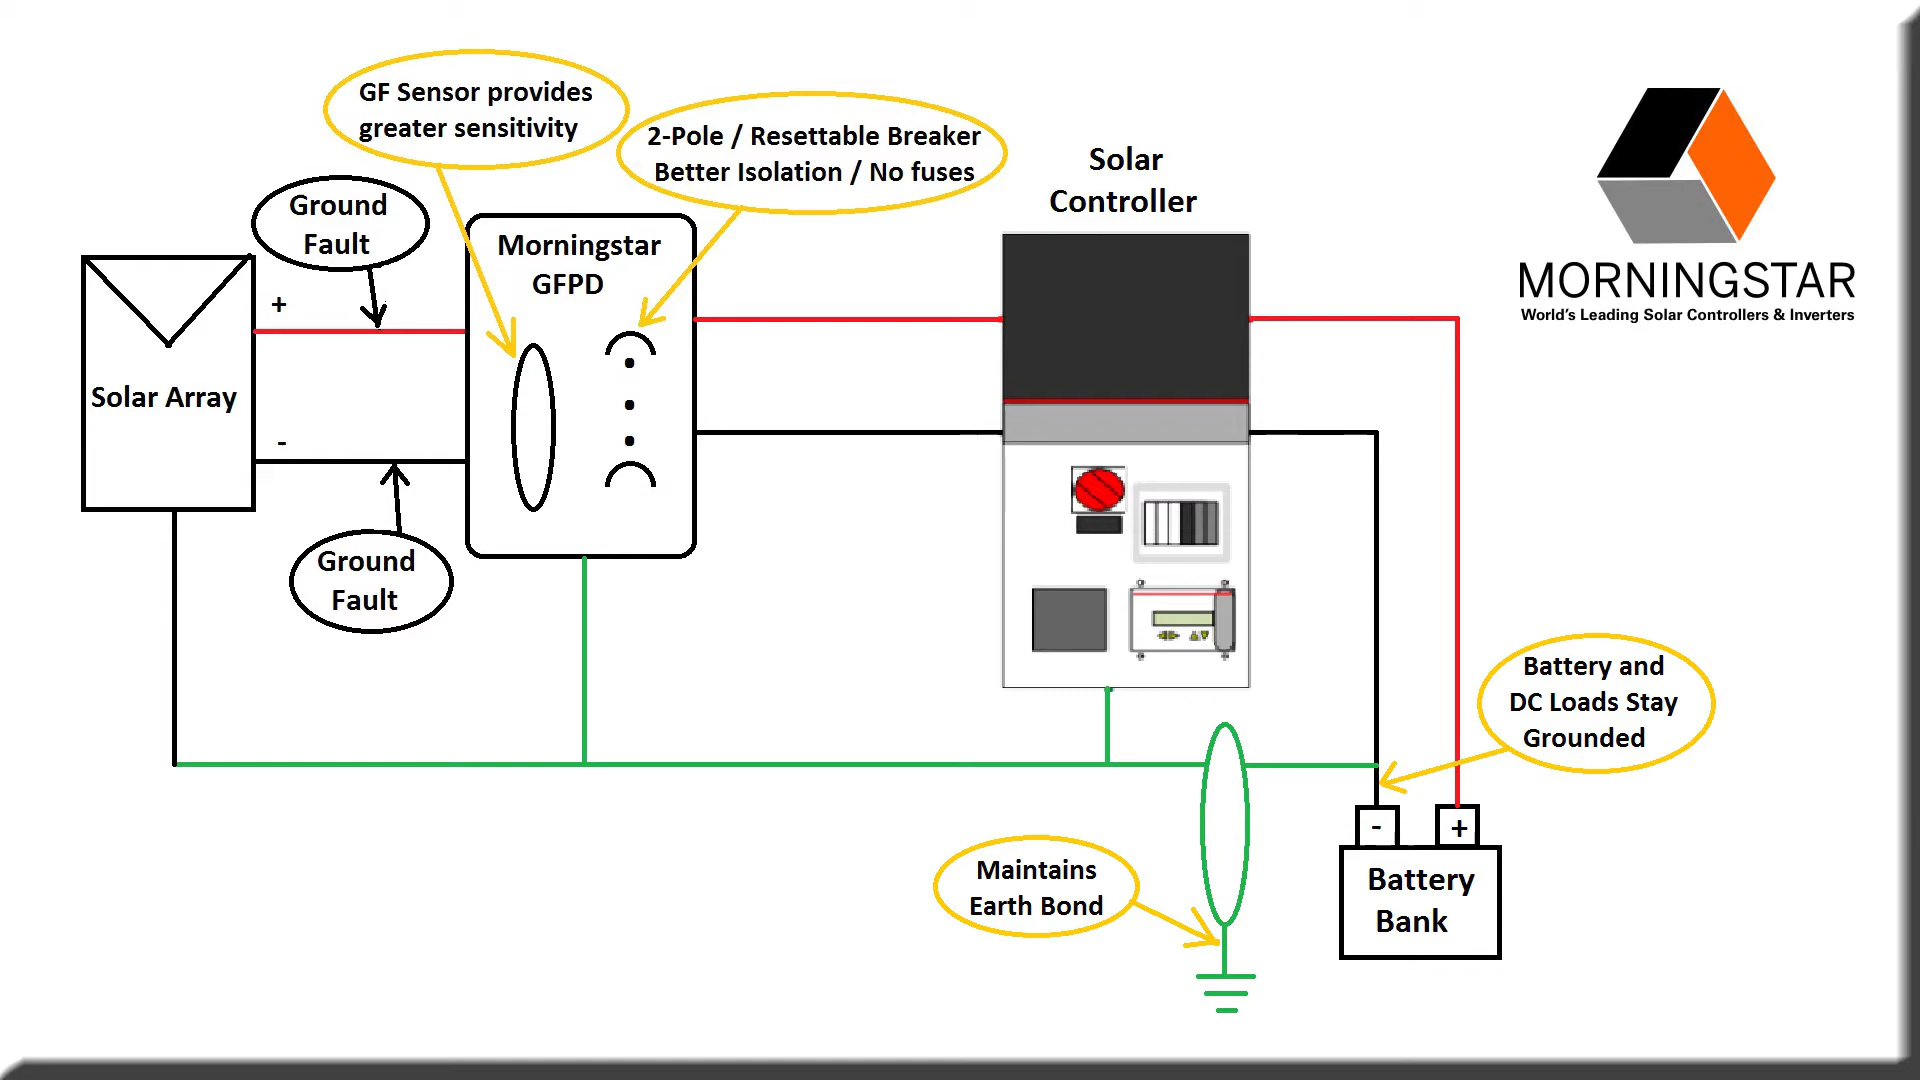 GF Sensor provides
greater sensitivity
2-Pole / Resettable Breaker
Better Isolation / No fuses
Solar
Controller
Ground
Fault
Morningstar
GFPD
MORNINGSTAR
World's Leading Solar Controllers & Inverters
+
Solar Array
-
Ground
Fault
Battery and
DC Loads Stay
Grounded
Maintains
Earth Bond
- +
Battery
Bank